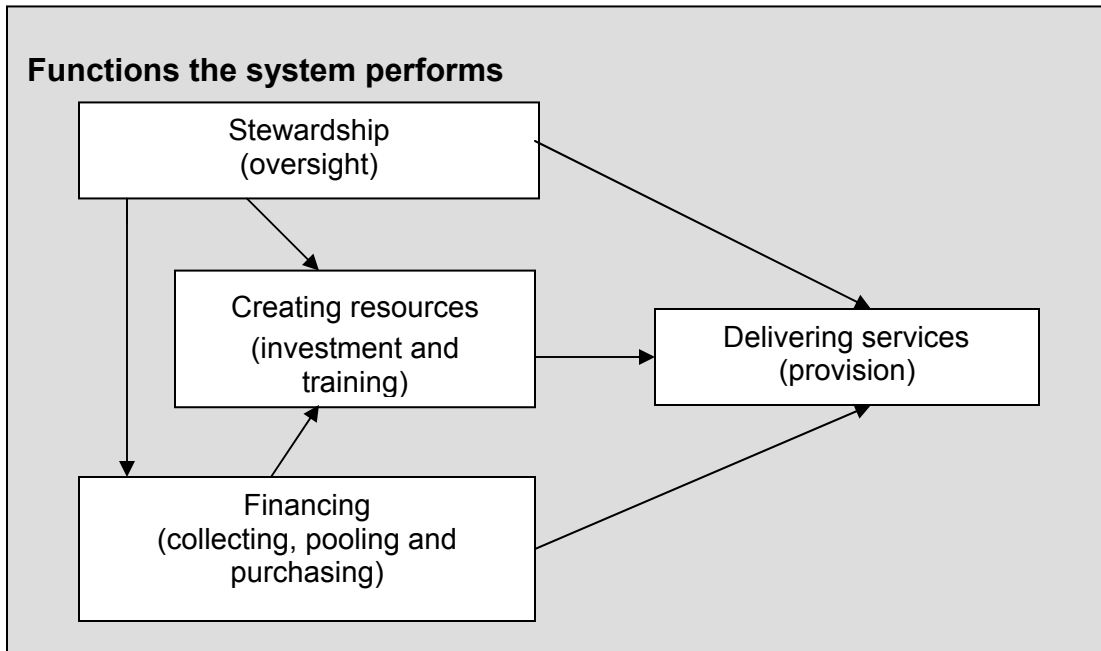 Functions the system performs
Stewardship
(oversight)
Creating resources
(investment and
training)
Delivering services
(provision)
Financing
(collecting, pooling and
purchasing)